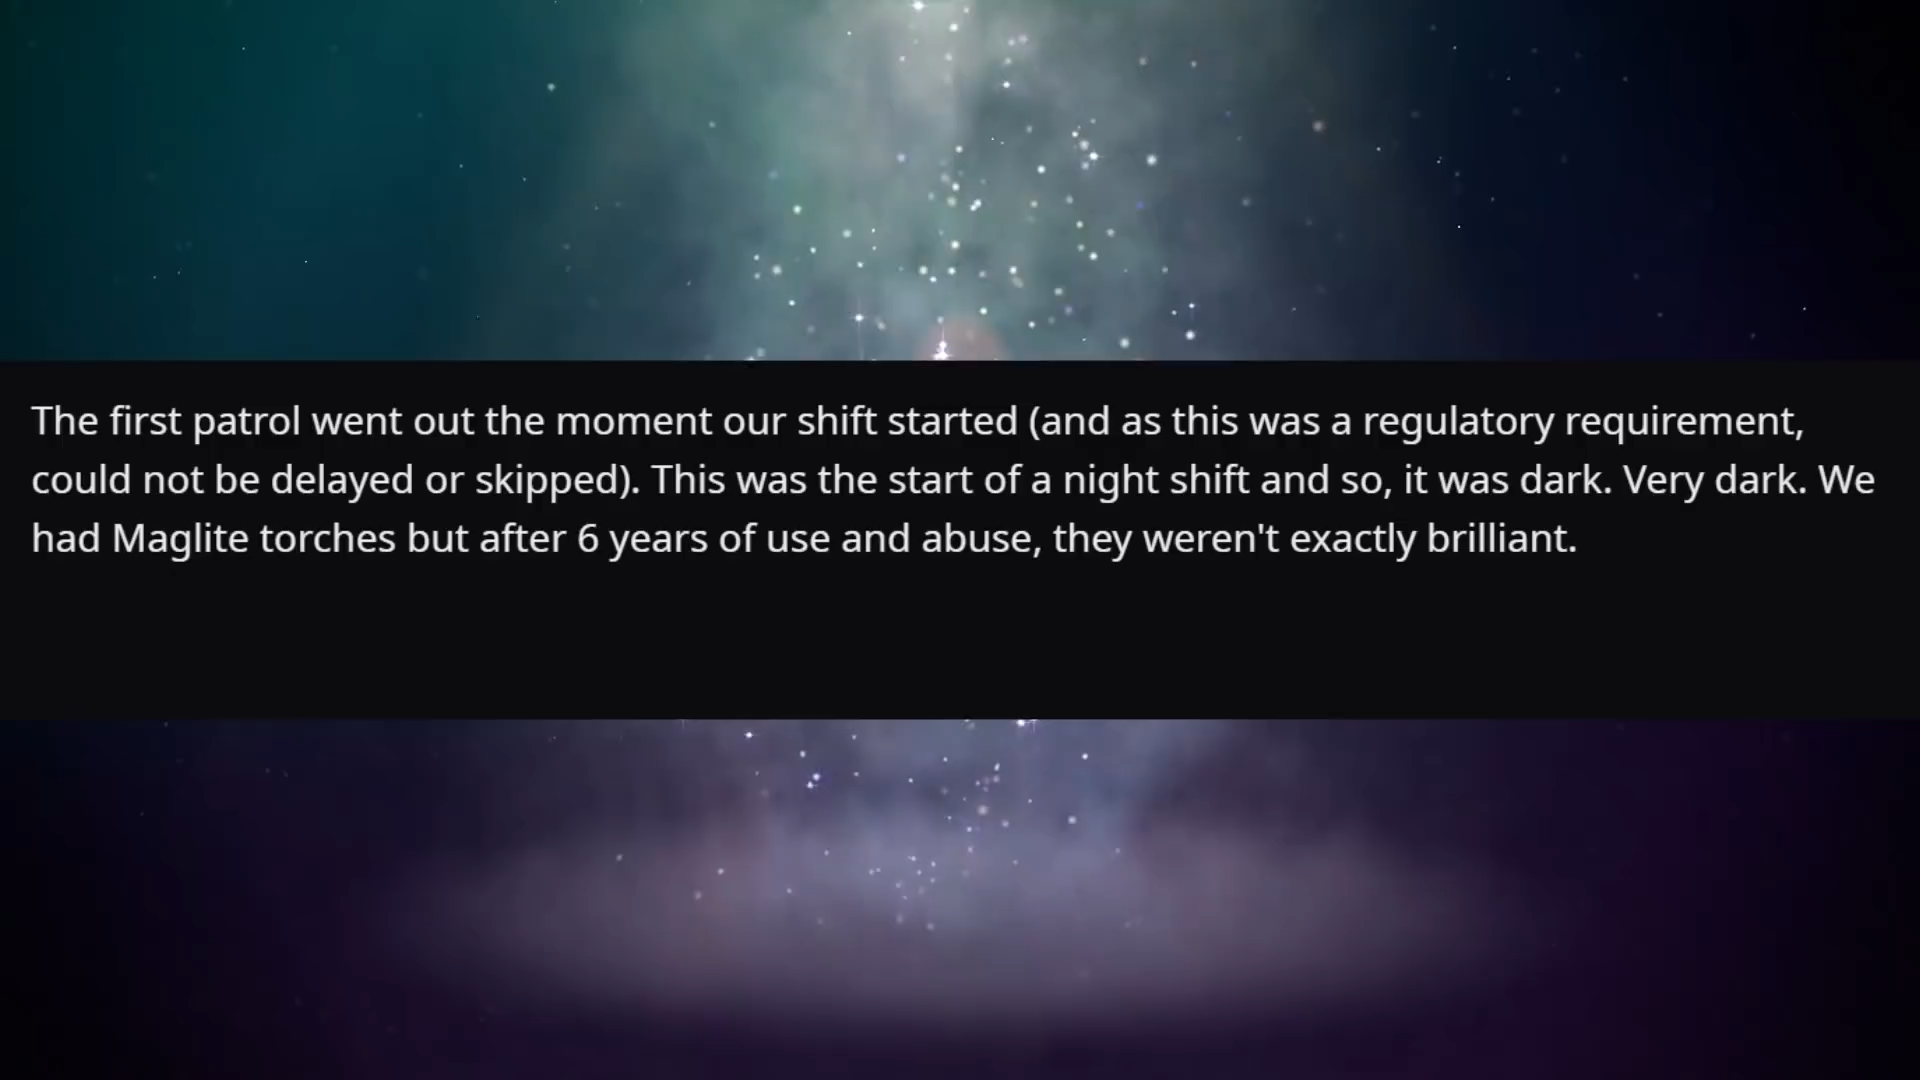 The first patrol went out the moment our shift started (and as this was a regulatory requirement,
could not be delayed or skipped). This was the start of a night shift and so, it was dark. Very dark. We
had Maglite torches but after 6 years of use and abuse, they weren't exactly brilliant.